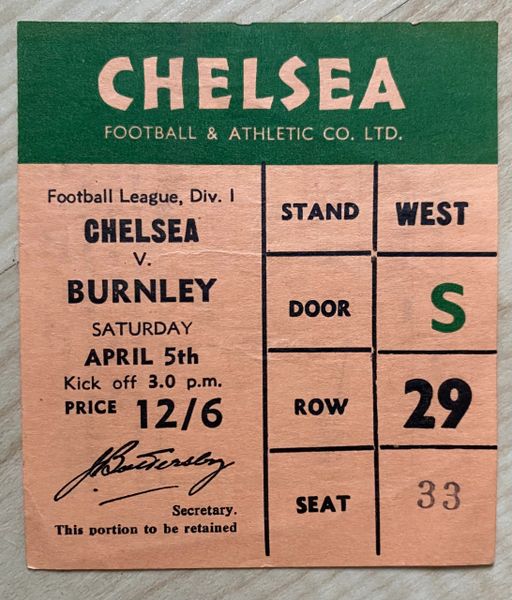 CHELSEA
FOOTBALL & ATHLETIC CO. LTD.
Football League, Div. I
CHELSEA
V.
BURNLEY
SATURDAY
APRIL 5th
Kick off 3.0 p.m.
PRICE 12/6
J Battersby
Secretary.
This portion to be retained
STAND WEST
DOOR S
ROW 29
SEAT 33